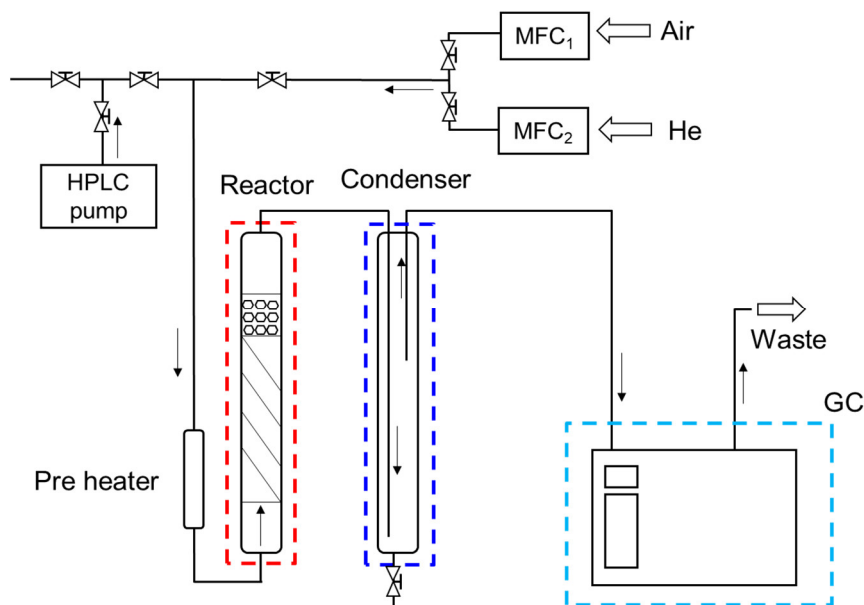 MFC₁
Air
MFC₂
He
HPLC
pump
Reactor
Condenser
Waste
GC
Pre heater